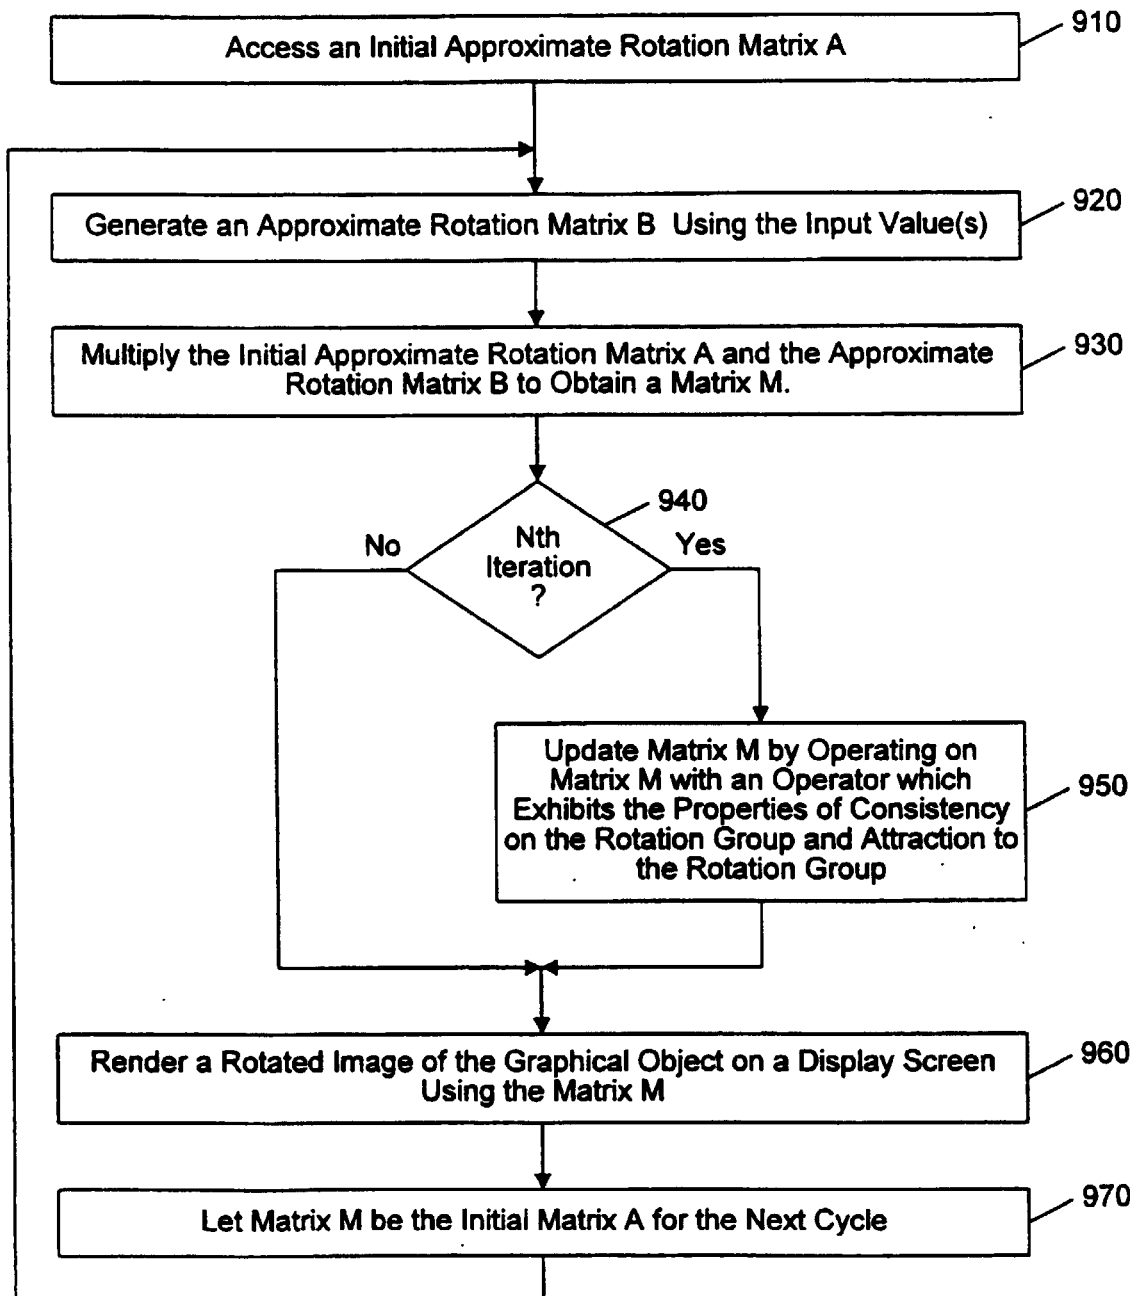 910
Access an Initial Approximate Rotation Matrix A
920
Generate an Approximate Rotation Matrix B Using the Input Value(s)
930
Multiply the Initial Approximate Rotation Matrix A and the Approximate
Rotation Matrix B to Obtain a Matrix M.
940
No
Nth
Iteration
?
Yes
Update Matrix M by Operating on
Matrix M with an Operator which
Exhibits the Properties of Consistency
on the Rotation Group and Attraction to
the Rotation Group
950
Render a Rotated Image of the Graphical Object on a Display Screen
Using the Matrix M
960
970
Let Matrix M be the Initial Matrix A for the Next Cycle